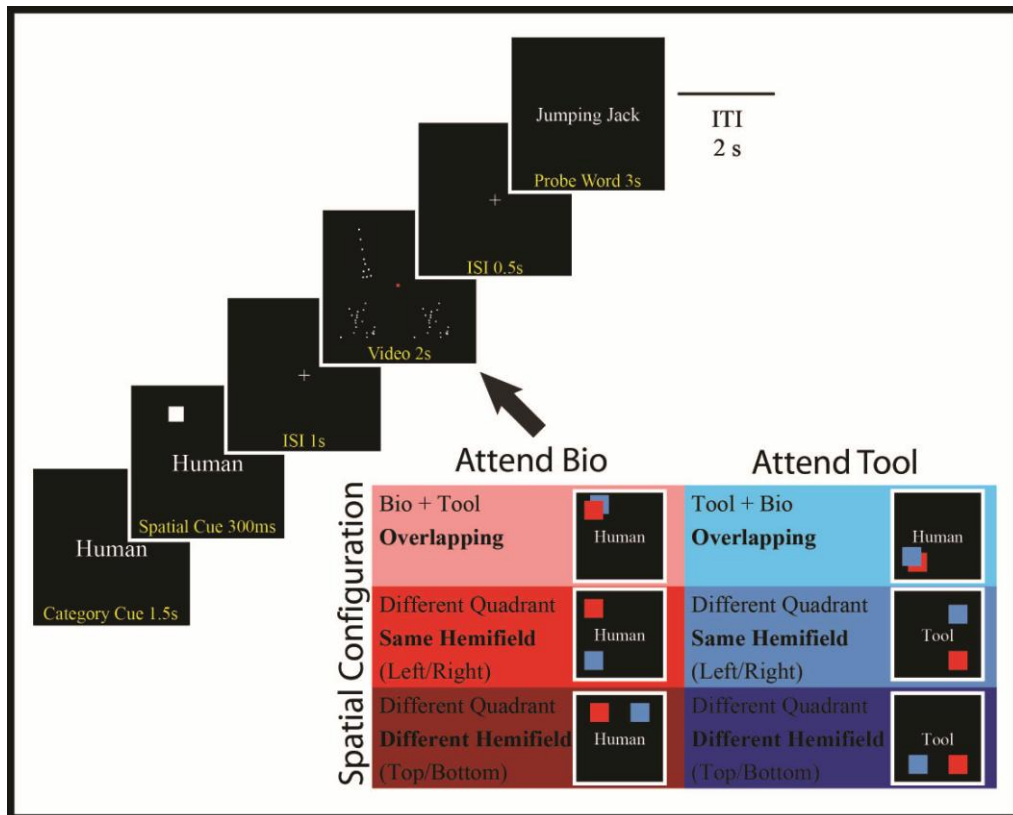 Jumping Jack
Probe Word 3s
ITI
2 s
ISI 0.5s
Video 2s
ISI 1s
Human
Spatial Cue 300ms
Human
Category Cue 1.5s
Attend Bio
Attend Tool
Spatial Configuration
Bio + Tool
Overlapping
Human
Tool + Bio
Overlapping
Human
Different Quadrant
Same Hemifield
(Left/Right)
Human
Different Quadrant
Same Hemifield
(Left/Right)
Tool
Different Quadrant
Different Hemifield
(Top/Bottom)
Human
Different Quadrant
Different Hemifield
(Top/Bottom)
Tool